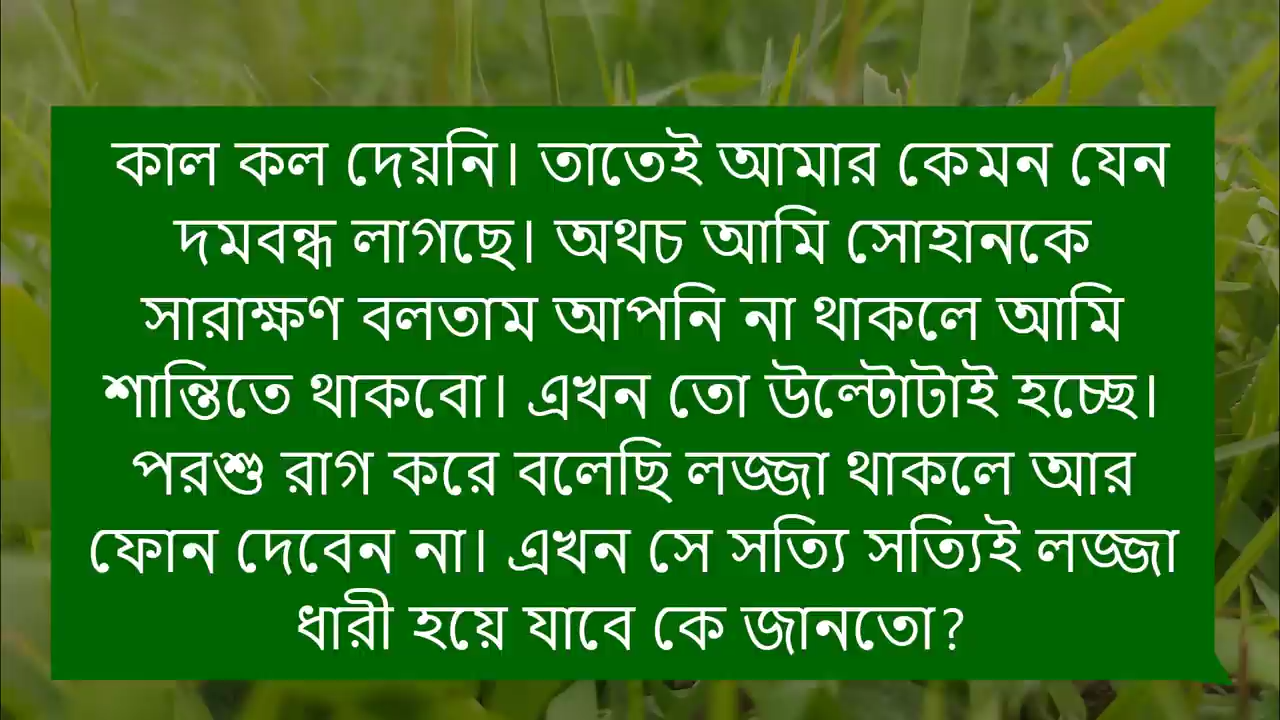 কাল কল দেয়নি। তাতেই আমার কেমন যেন
দমবন্ধ লাগছে। অথচ আমি সোহানকে
সারাক্ষণ বলতাম আপনি না থাকলে আমি
শান্তিতে থাকবো। এখন তো উল্টোটাই হচ্ছে।
পরশু রাগ করে বলেছি লজ্জা থাকলে আর
ফোন দেবেন না। এখন সে সত্যি সত্যিই লজ্জা
ধারী হয়ে যাবে কে জানতো?